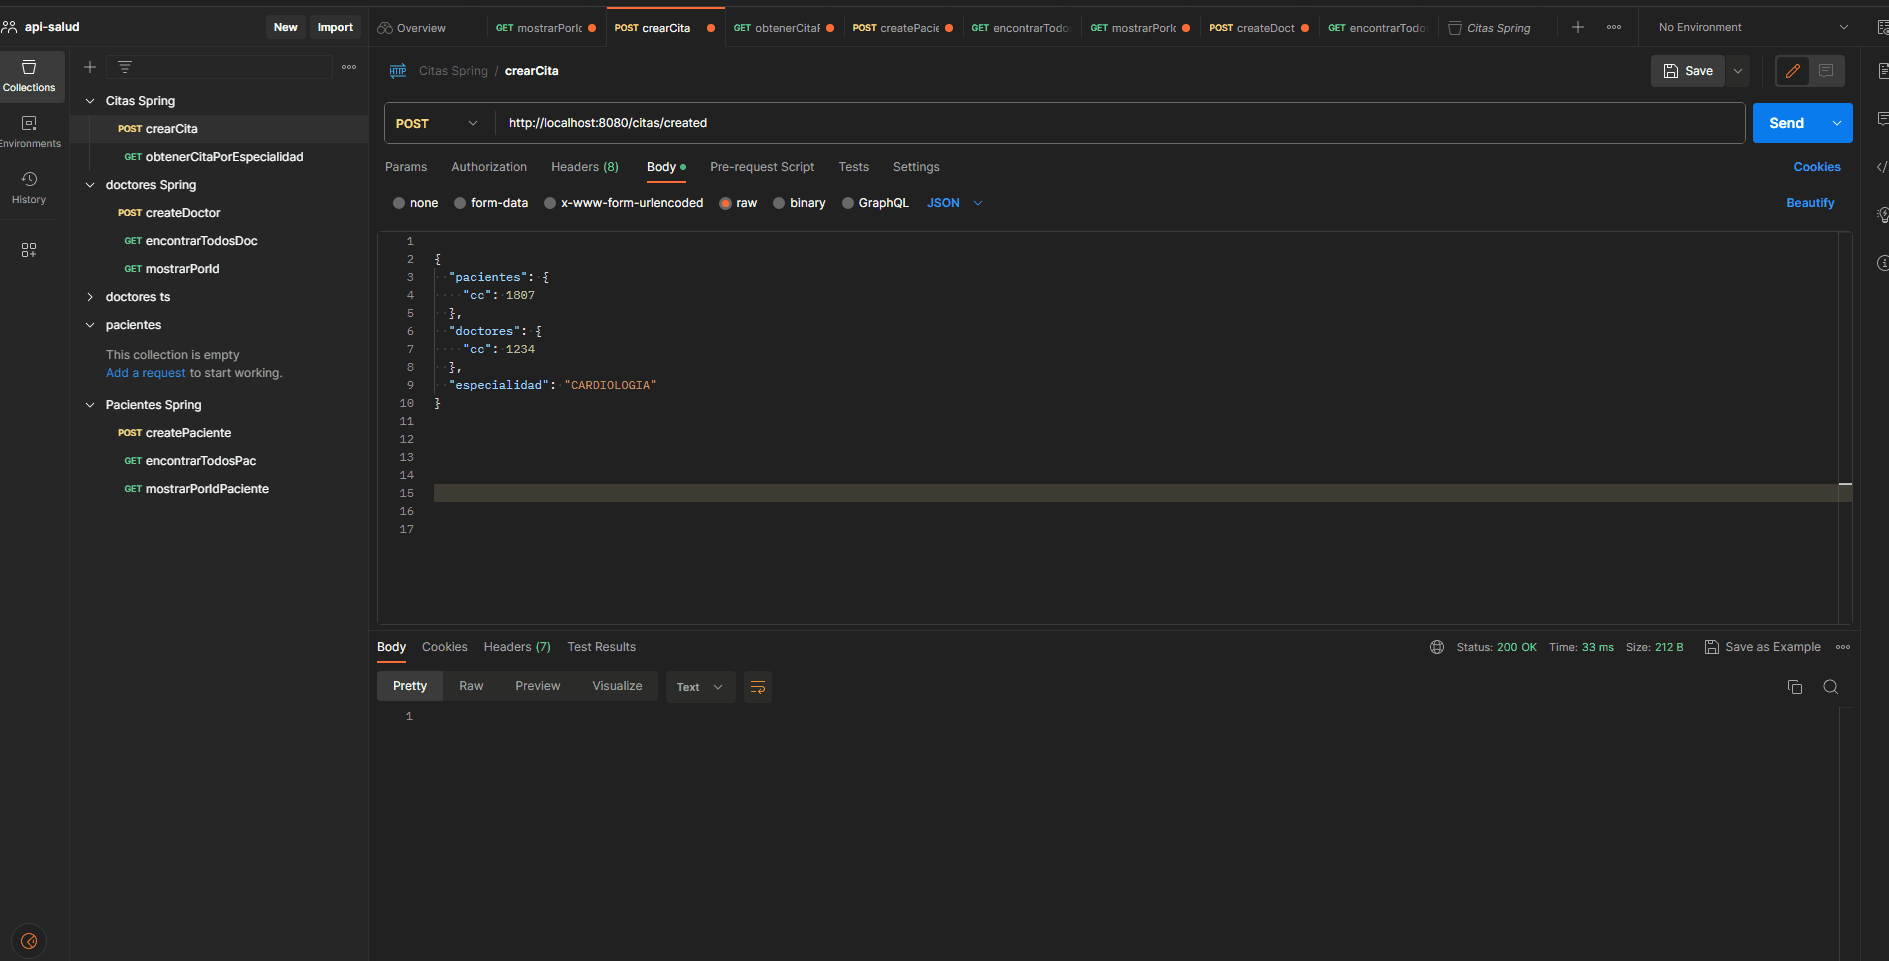 api-salud
New
Import
Overview
GET mostrarPorIc
POST crearCita
GET obtenerCitaF
POST createPacie
GET encontrarTodo
GET mostrarPorIc
POST createDoct
GET encontrarTodo
Citas Spring
No Environment
Collections
Environments
History
Citas Spring
POST crearCita
GET obtenerCitaPorEspecialidad
doctores Spring
POST createDoctor
GET encontrarTodosDoc
GET mostrarPorId
doctores ts
pacientes
This collection is empty
Add a request to start working.
Pacientes Spring
POST createPaciente
GET encontrarTodosPac
GET mostrarPorIdPaciente
HTTP Citas Spring / crearCita
Save
POST
http://localhost:8080/citas/created
Send
Params
Authorization
Headers (8)
Body
Pre-request Script
Tests
Settings
Cookies
none
form-data
x-www-form-urlencoded
raw
binary
GraphQL
JSON
Beautify
1
2 {
3 "pacientes": {
4 "cc": 1807
5 },
6 "doctores": {
7 "cc": 1234
8 },
9 "especialidad": "CARDIOLOGIA"
10 }
11
12
13
14
15
16
17
Body
Cookies
Headers (7)
Test Results
Status: 200 OK
Time: 33 ms
Size: 212 B
Save as Example
Pretty
Raw
Preview
Visualize
Text
1